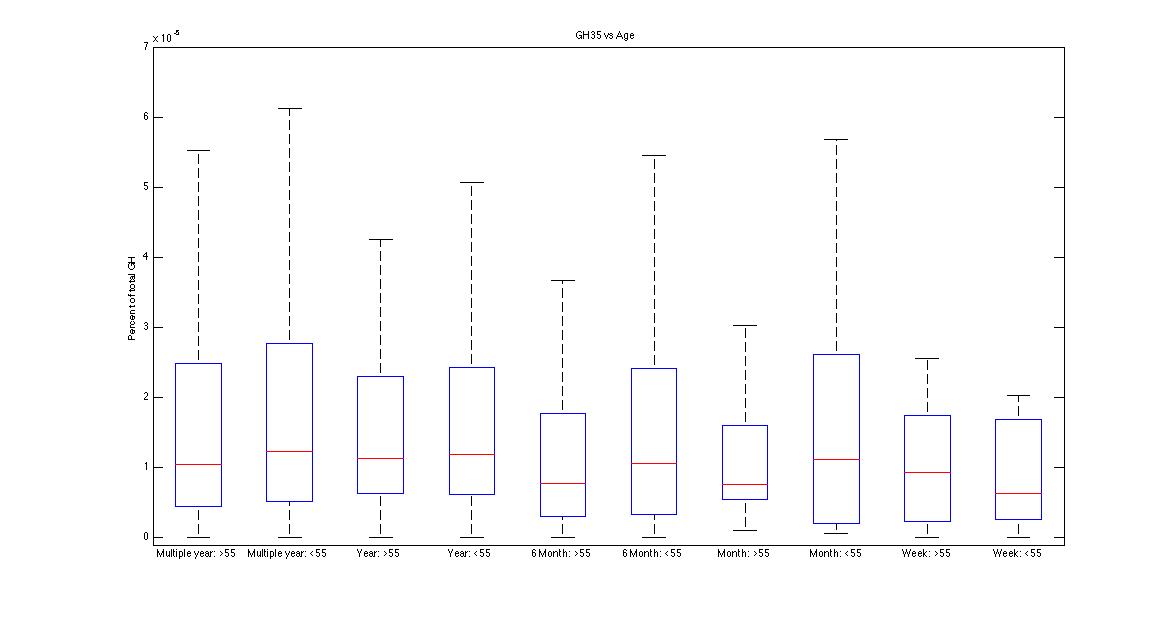 GH35 vs Age
x 10^-5
7
6
5
4
3
2
1
0
Percent of total GH
Multiple year: >55 Multiple year: <55 Year: >55 Year: <55 6 Month: >55 6 Month: <55 Month: >55 Month: <55 Week: >55 Week: <55